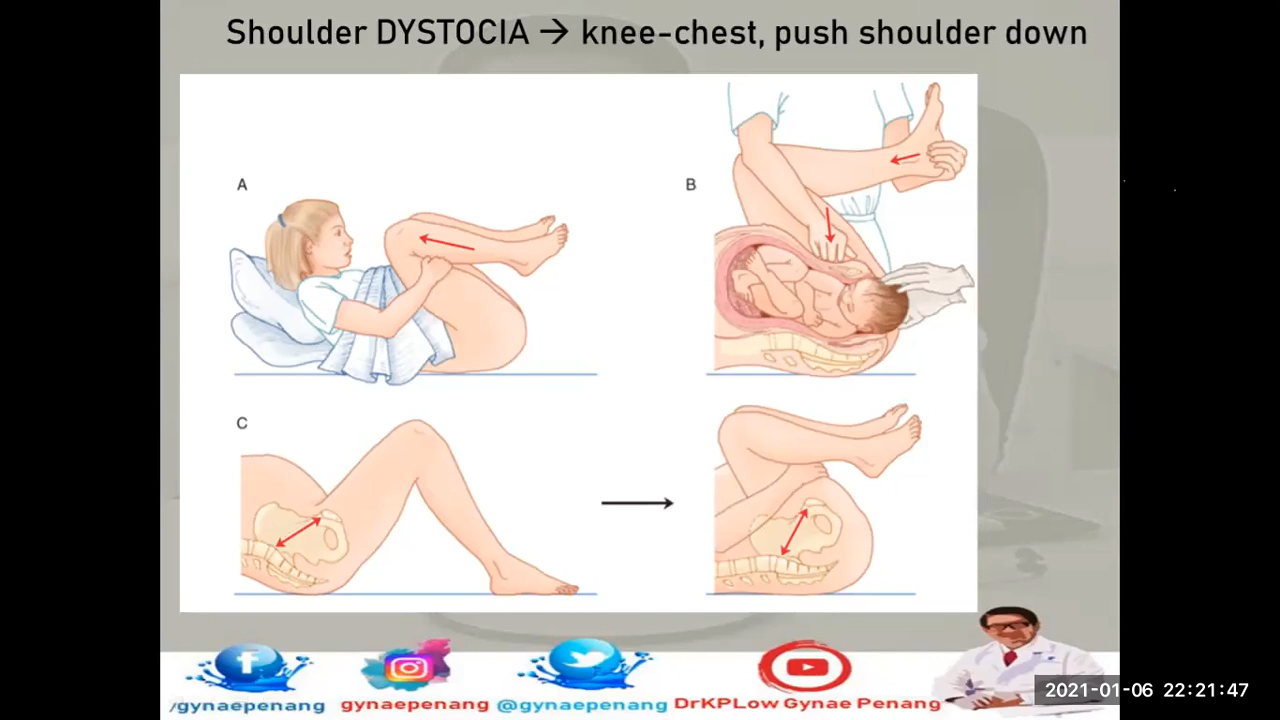 Shoulder DYSTOCIA → knee-chest, push shoulder down
A
B
C
/gynaepenang
gynaepenang
@gynaepenang
DrKPLow Gynae Penang
2021-01-06 22:21:47